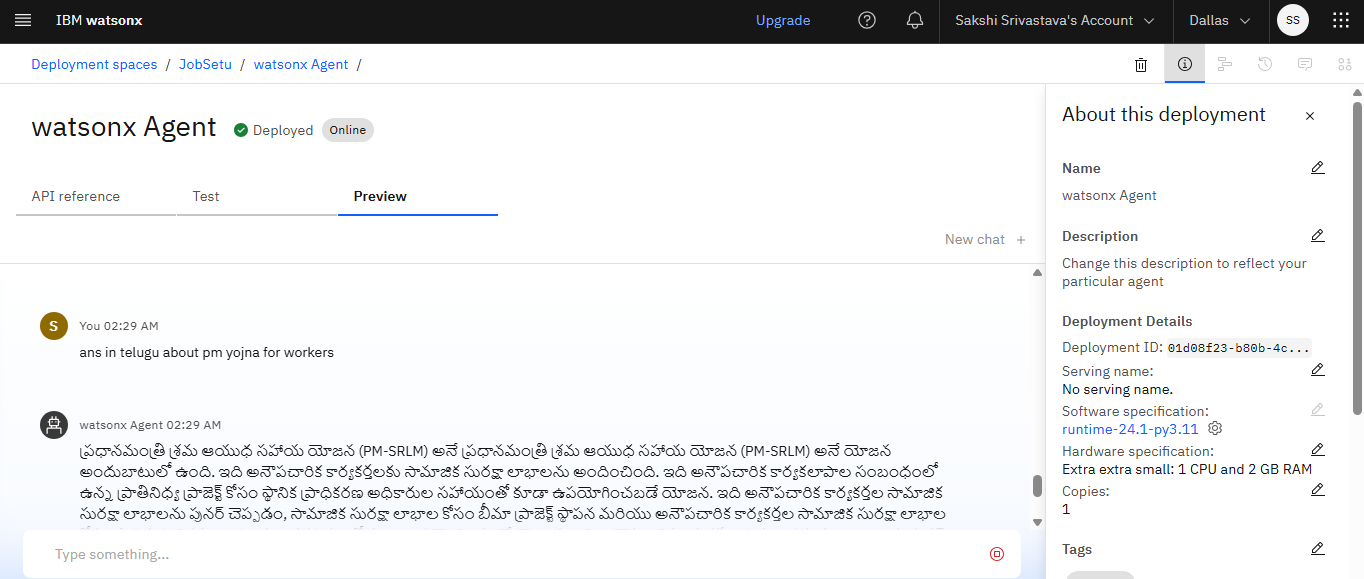 IBM watsonx
Upgrade
Sakshi Srivastava's Account
Dallas
SS
Deployment spaces / JobSetu / watsonx Agent /
watsonx Agent
Deployed
Online
API reference
Test
Preview
New chat +
S
You 02:29 AM
ans in telugu about pm yojna for workers
watsonx Agent 02:29 AM
ప్రధానమంత్రి శ్రమ ఆయుధ సహాయ యోజన (PM-SRLM) అనే ప్రధానమంత్రి శ్రమ ఆయుధ సహాయ యోజన (PM-SRLM) అనే యోజన
అందుబాటులో ఉంది. ఇది అనౌపచారిక కార్యకర్తలకు సామాజిక సురక్షా లాభాలను అందించింది. ఇది అనౌపచారిక కార్యకలాపాల సంబంధంలో
ఉన్న ప్రాతినిధ్య ప్రాజెక్ట్ కోసం స్థానిక ప్రాధికరణ అధికారుల సహాయంతో కూడా ఉపయోగించబడే యోజన. ఇది అనౌపచారిక కార్యకర్తల సామాజిక
సురక్షా లాభాలను పునర్ చెప్పడం, సామాజిక సురక్షా లాభాల కోసం బీమా ప్రాజెక్ట్ స్థాపన మరియు అనౌపచారిక కార్యకర్తల సామాజిక సురక్షా లాభాల
Type something...
About this deployment
Name
watsonx Agent
Description
Change this description to reflect your
particular agent
Deployment Details
Deployment ID: 01d08f23-b80b-4c...
Serving name:
No serving name.
Software specification:
runtime-24.1-py3.11
Hardware specification:
Extra extra small: 1 CPU and 2 GB RAM
Copies:
1
Tags